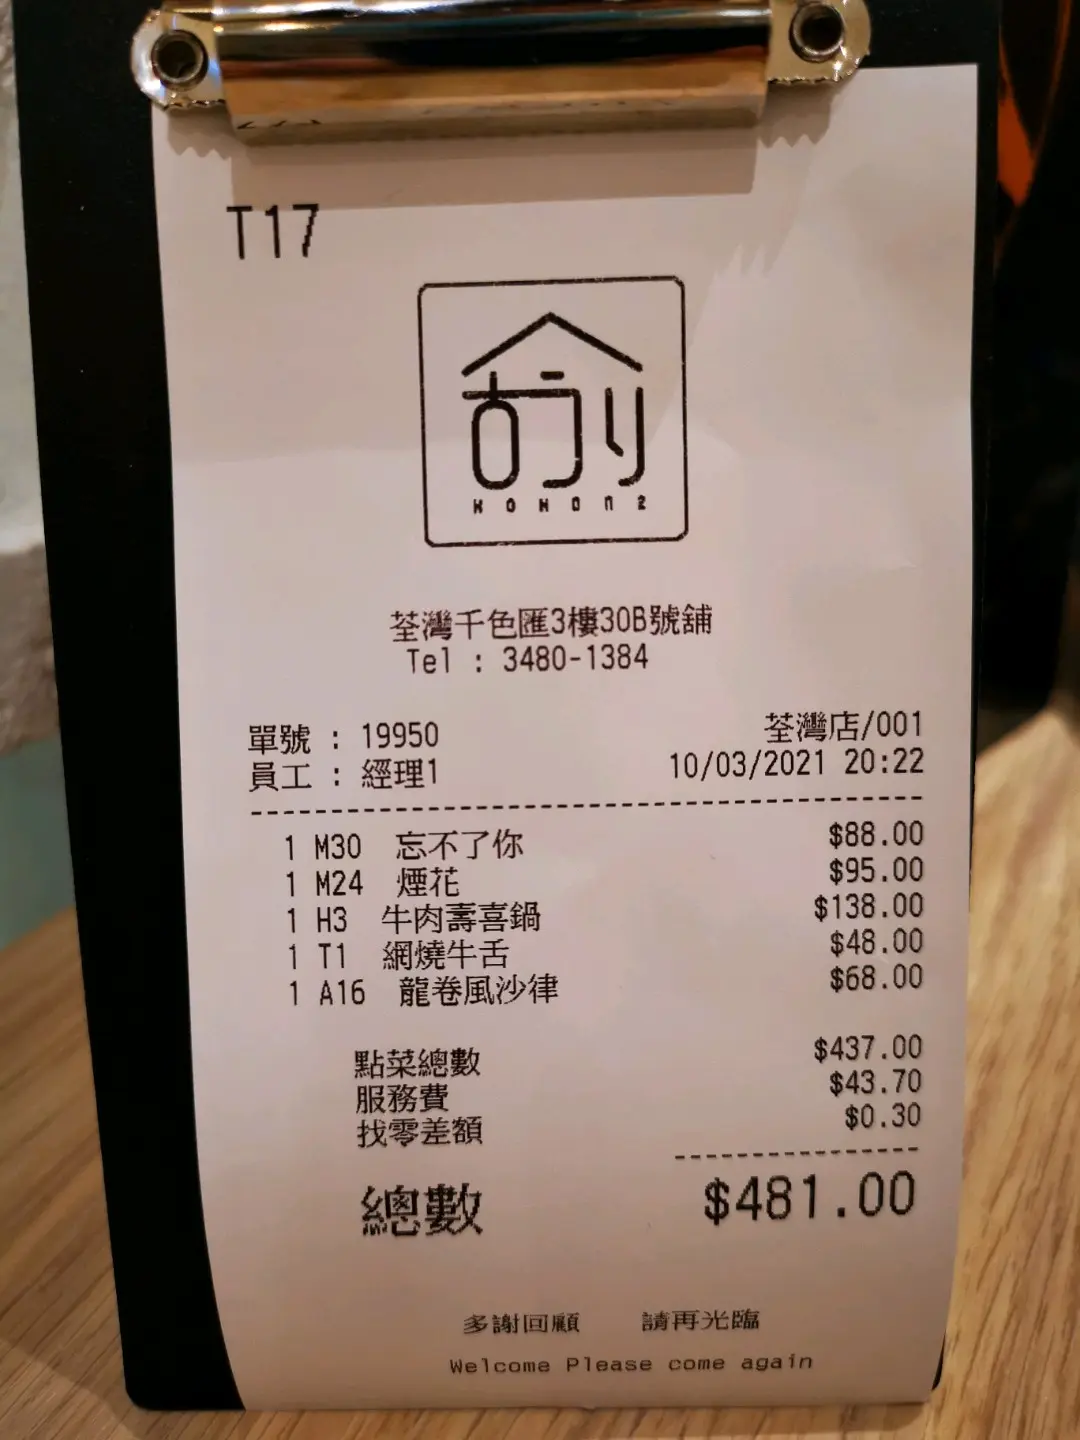 T17
KOHON2
荃灣千色匯3樓30B號舖
Tel : 3480-1384
單號 : 19950 荃灣店/001
員工 : 經理1 10/03/2021 20:22
1 M30 忘不了你 $88.00
1 M24 煙花 $95.00
1 H3 牛肉壽喜鍋 $138.00
1 T1 網燒牛舌 $48.00
1 A16 龍卷風沙律 $68.00
點菜總數 $437.00
服務費 $43.70
找零差額 $0.30
總數 $481.00
多謝回顧 請再光臨
Welcome Please come again